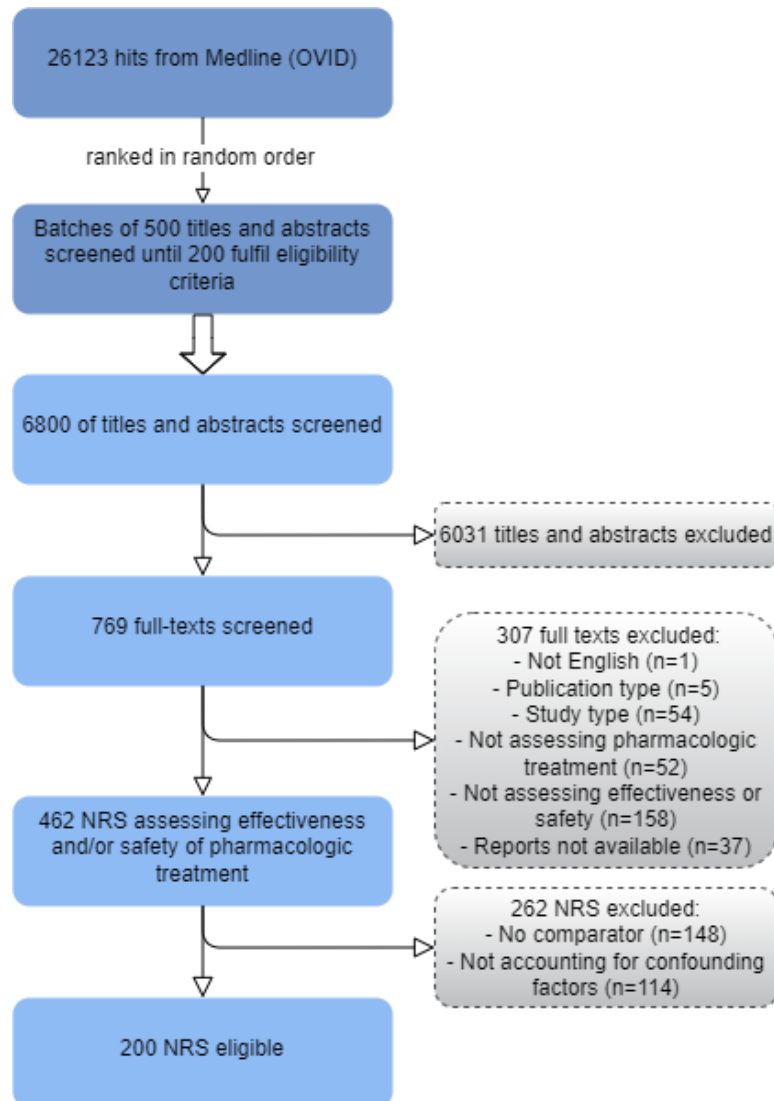 26123 hits from Medline (OVID)
ranked in random order
Batches of 500 titles and abstracts
screened until 200 fulfil eligibility
criteria
6800 of titles and abstracts screened
6031 titles and abstracts excluded
769 full-texts screened
307 full texts excluded:
- Not English (n=1)
- Publication type (n=5)
- Study type (n=54)
- Not assessing pharmacologic
treatment (n=52)
- Not assessing effectiveness or
safety (n=158)
- Reports not available (n=37)
462 NRS assessing effectiveness
and/or safety of pharmacologic
treatment
262 NRS excluded:
- No comparator (n=148)
- Not accounting for confounding
factors (n=114)
200 NRS eligible